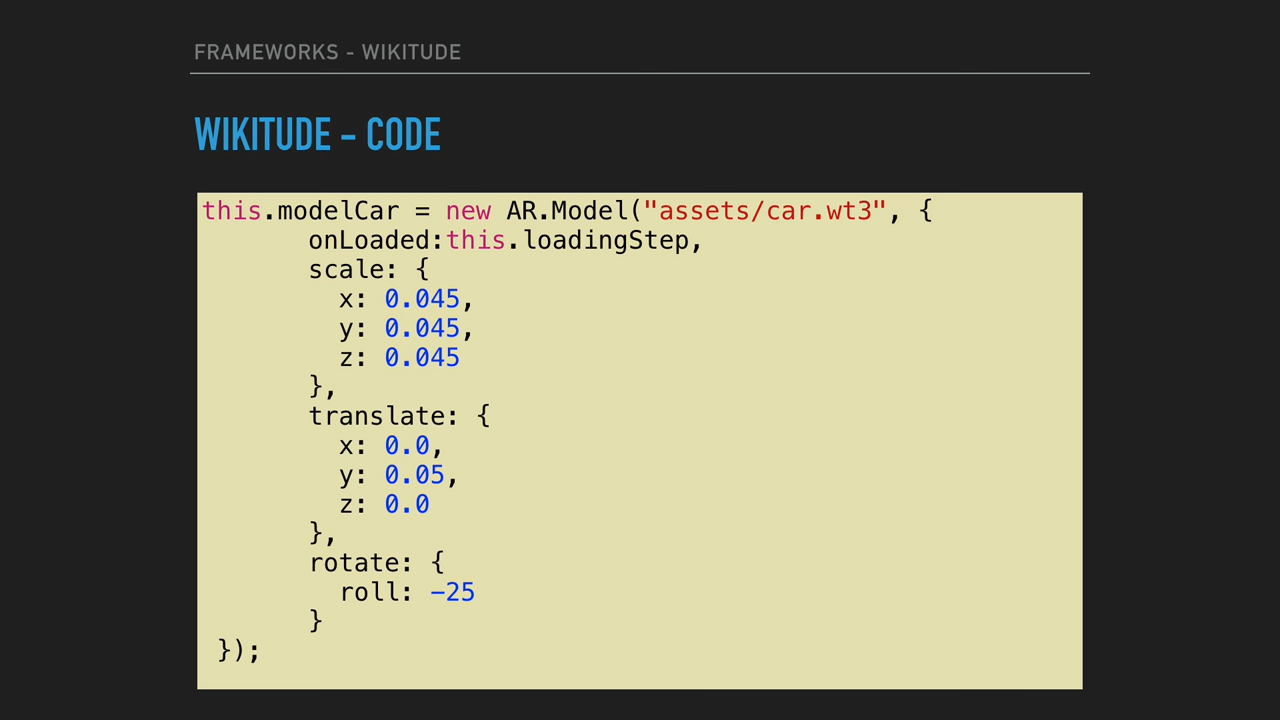 FRAMEWORKS - WIKITUDE
WIKITUDE - CODE
this.modelCar = new AR.Model("assets/car.wt3", {
       onLoaded:this.loadingStep,
       scale: {
         x: 0.045,
         y: 0.045,
         z: 0.045
       },
       translate: {
         x: 0.0,
         y: 0.05,
         z: 0.0
       },
       rotate: {
         roll: -25
       }
 });